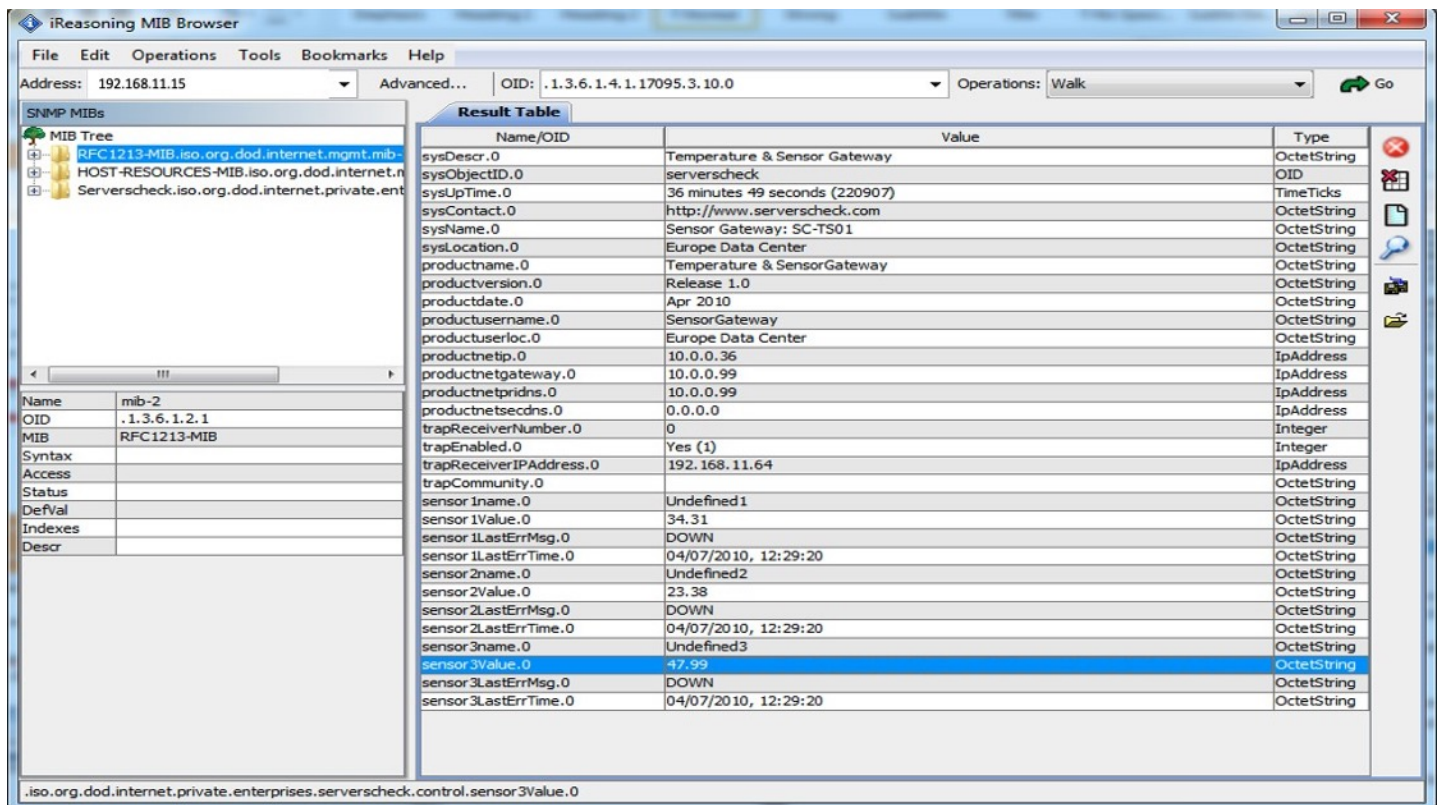 iReasoning MIB Browser
File Edit Operations Tools Bookmarks Help
Address: 192.168.11.15 Advanced... OID: .1.3.6.1.4.1.17095.3.10.0 Operations: Walk Go
SNMP MIBs
MIB Tree
RFC1213-MIB.iso.org.dod.internet.mgmt.mib-
HOST-RESOURCES-MIB.iso.org.dod.internet.m
Serverscheck.iso.org.dod.internet.private.ent
Name mib-2
OID .1.3.6.1.2.1
MIB RFC1213-MIB
Syntax
Access
Status
DefVal
Indexes
Descr
Result Table
Name/OID Value Type
sysDescr.0 Temperature & Sensor Gateway OctetString
sysObjectID.0 serverscheck OID
sysUpTime.0 36 minutes 49 seconds (220907) TimeTicks
sysContact.0 http://www.serverscheck.com OctetString
sysName.0 Sensor Gateway: SC-TS01 OctetString
sysLocation.0 Europe Data Center OctetString
productname.0 Temperature & SensorGateway OctetString
productversion.0 Release 1.0 OctetString
productdate.0 Apr 2010 OctetString
productusername.0 SensorGateway OctetString
productuserloc.0 Europe Data Center OctetString
productnetip.0 10.0.0.36 IpAddress
productnetgateway.0 10.0.0.99 IpAddress
productnetpridns.0 10.0.0.99 IpAddress
productnetsecdns.0 0.0.0.0 IpAddress
trapReceiverNumber.0 0 Integer
trapEnabled.0 Yes (1) Integer
trapReceiverIPAddress.0 192.168.11.64 IpAddress
trapCommunity.0 OctetString
sensor1name.0 Undefined1 OctetString
sensor1Value.0 34.31 OctetString
sensor1LastErrMsg.0 DOWN OctetString
sensor1LastErrTime.0 04/07/2010, 12:29:20 OctetString
sensor2name.0 Undefined2 OctetString
sensor2Value.0 23.38 OctetString
sensor2LastErrMsg.0 DOWN OctetString
sensor2LastErrTime.0 04/07/2010, 12:29:20 OctetString
sensor3name.0 Undefined3 OctetString
sensor3Value.0 47.99 OctetString
sensor3LastErrMsg.0 DOWN OctetString
sensor3LastErrTime.0 04/07/2010, 12:29:20 OctetString
.iso.org.dod.internet.private.enterprises.serverscheck.control.sensor3Value.0